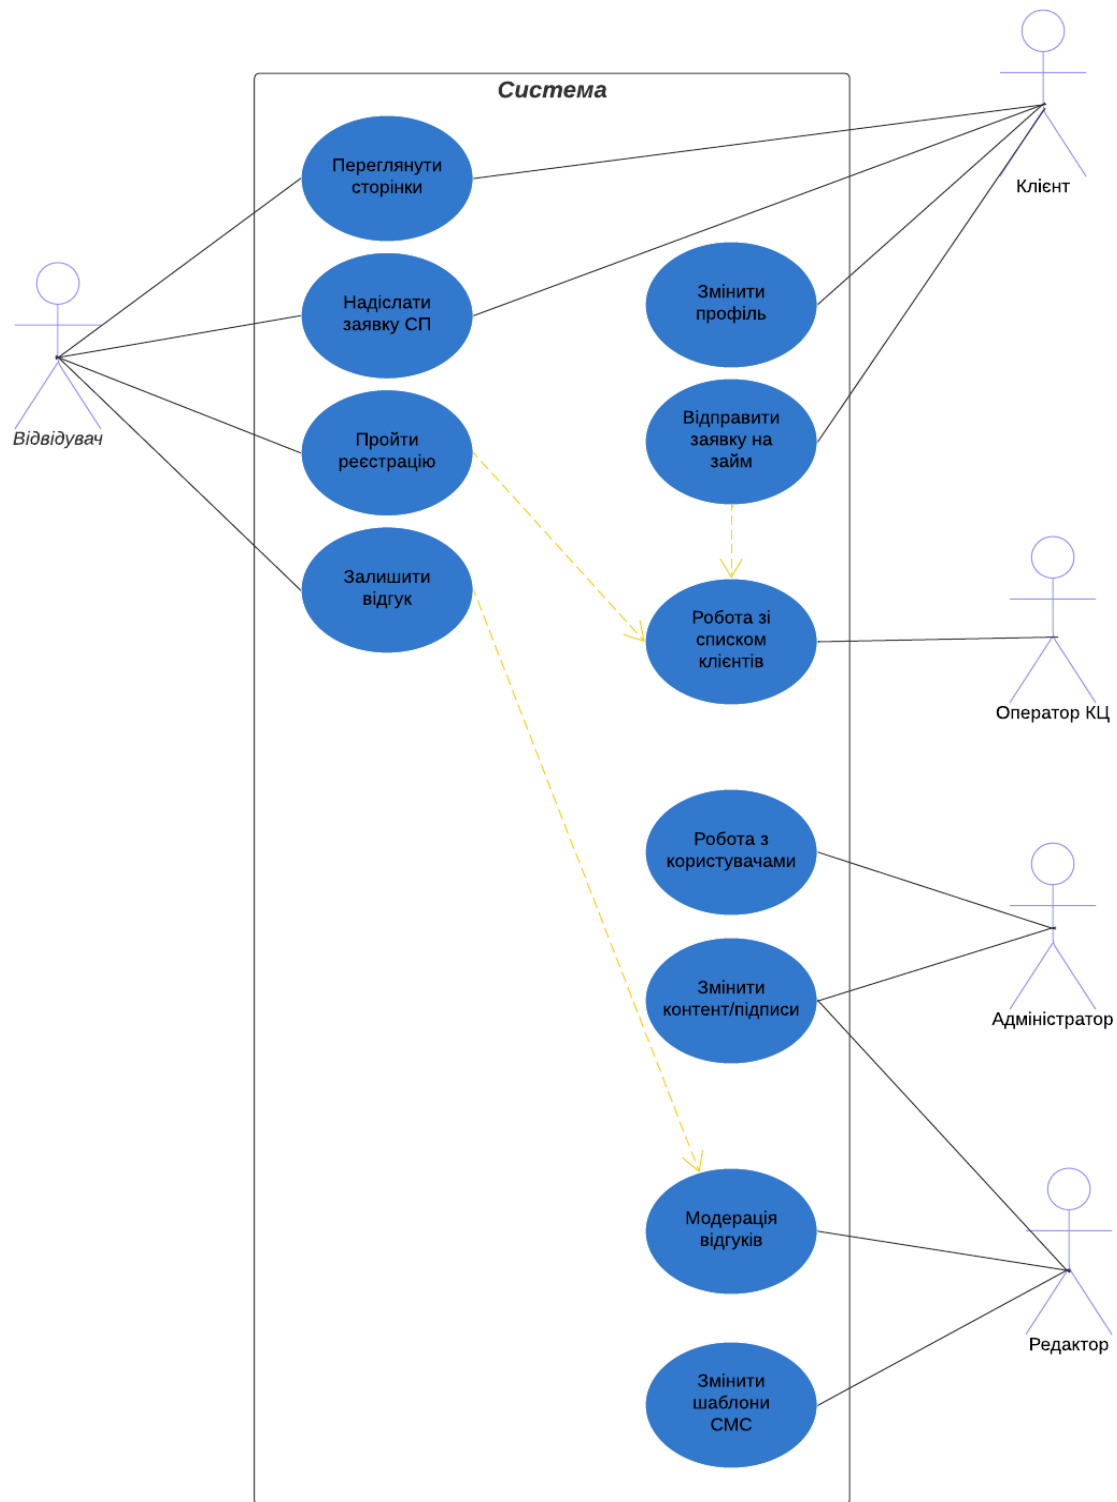 Система
Переглянути
сторінки
Клієнт
Надіслати
заявку СП
Змінити
профіль
Відвідувач
Пройти
реєстрацію
Відправити
заявку на
займ
Залишити
відгук
Робота зі
списком
клієнтів
Оператор КЦ
Робота з
користувачами
Змінити
контент/підписи
Адміністратор
Модерація
відгуків
Редактор
Змінити
шаблони
СМС